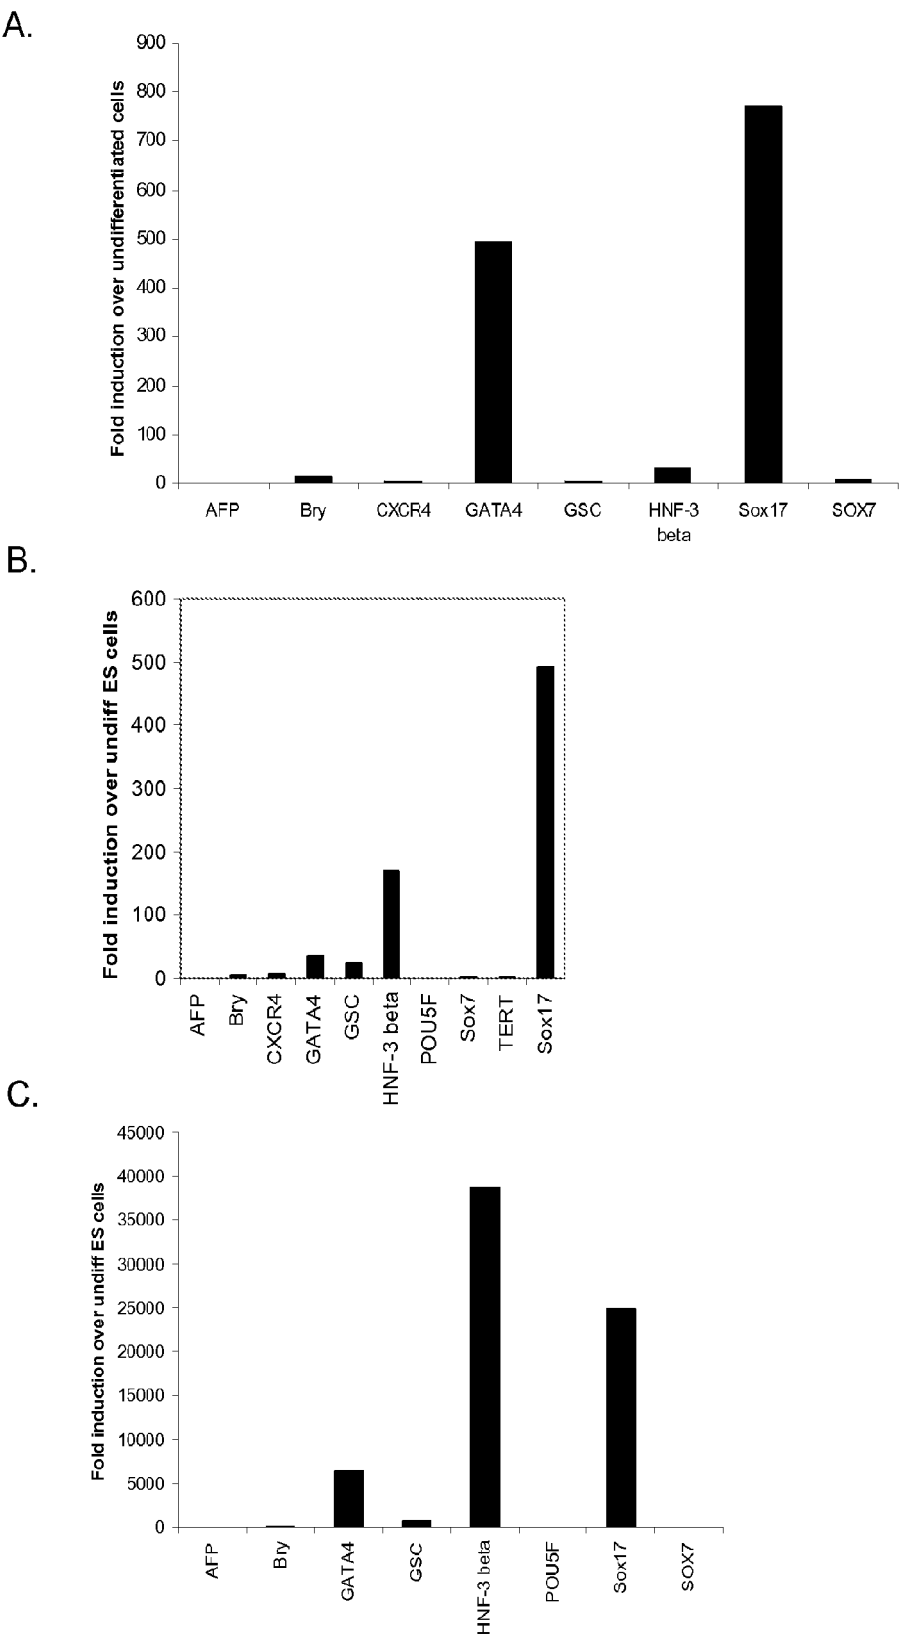 A.
Fold induction over undifferentiated cells
900
800
700
600
500
400
300
200
100
0
AFP
Bry
CXCR4
GATA4
GSC
HNF-3
beta
Sox17
SOX7
B.
Fold induction over undiff ES cells
600
500
400
300
200
100
0
AFP
Bry
CXCR4
GATA4
GSC
HNF-3 beta
POU5F
Sox7
TERT
Sox17
C.
Fold induction over undiff ES cells
45000
40000
35000
30000
25000
20000
15000
10000
5000
0
AFP
Bry
GATA4
GSC
HNF-3 beta
POU5F
Sox17
SOX7